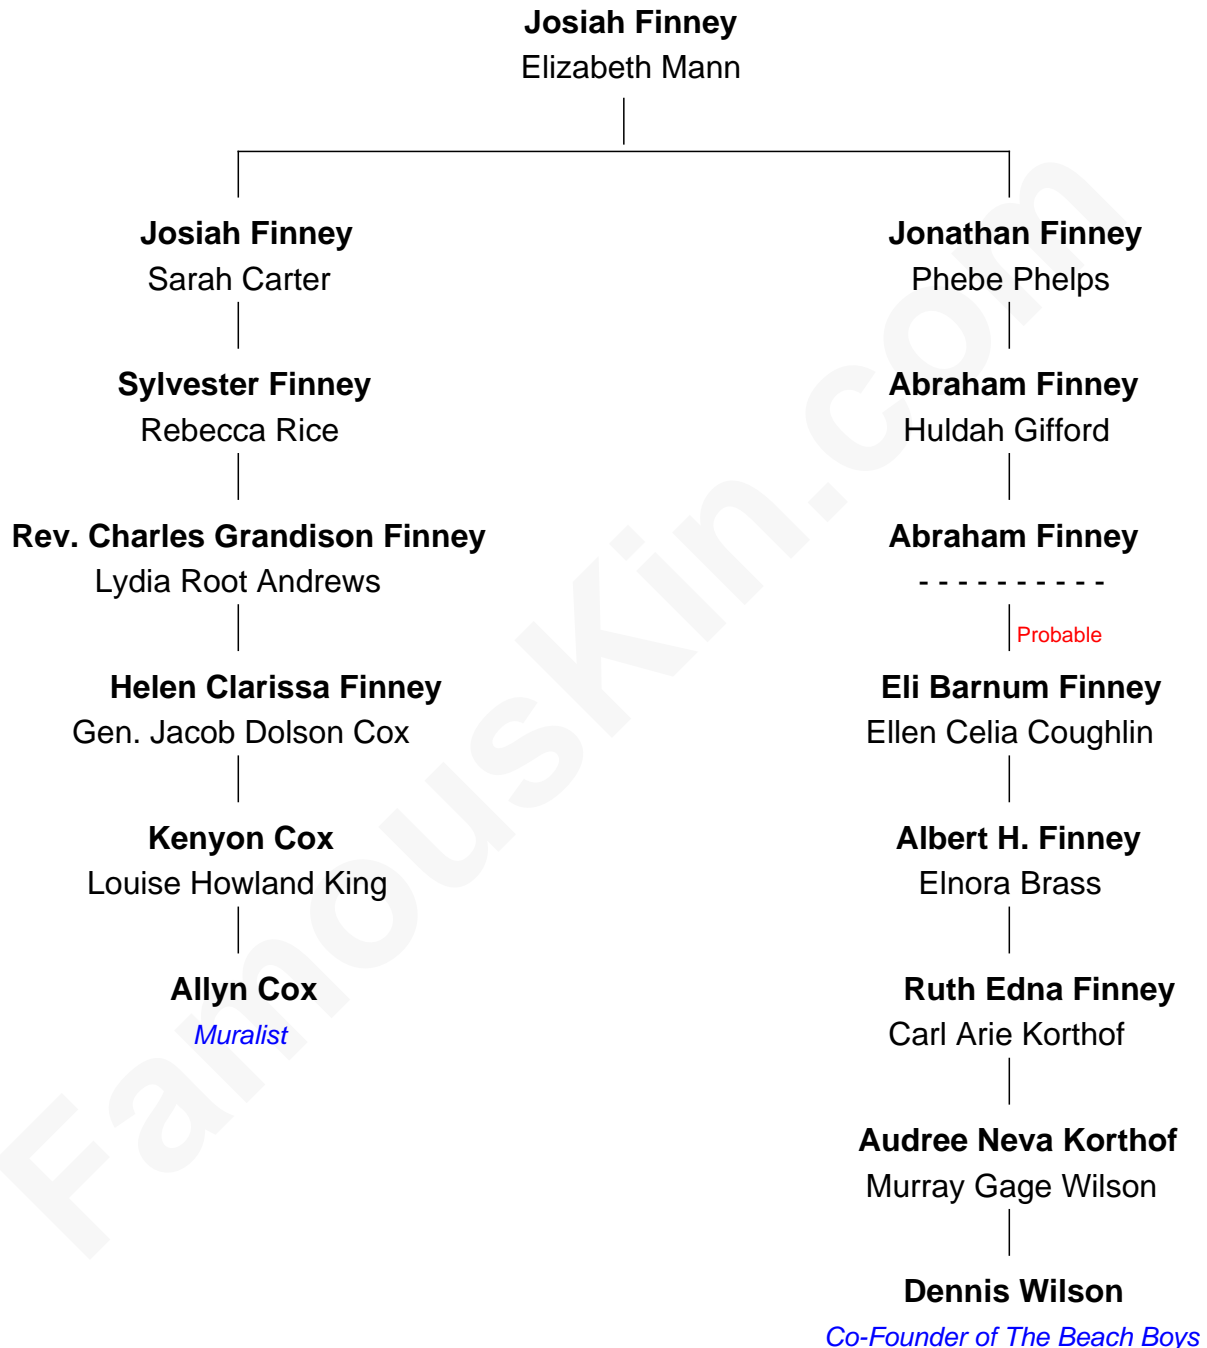 Josiah Finney
Elizabeth Mann
Josiah Finney
Sarah Carter
Sylvester Finney
Rebecca Rice
Rev. Charles Grandison Finney
Lydia Root Andrews
Helen Clarissa Finney
Gen. Jacob Dolson Cox
Kenyon Cox
Louise Howland King
Allyn Cox
Muralist
Jonathan Finney
Phebe Phelps
Abraham Finney
Huldah Gifford
Abraham Finney
- - - - - - - - - -
Probable
Eli Barnum Finney
Ellen Celia Coughlin
Albert H. Finney
Elnora Brass
Ruth Edna Finney
Carl Arie Korthof
Audree Neva Korthof
Murray Gage Wilson
Dennis Wilson
Co-Founder of The Beach Boys
FamousKin.com